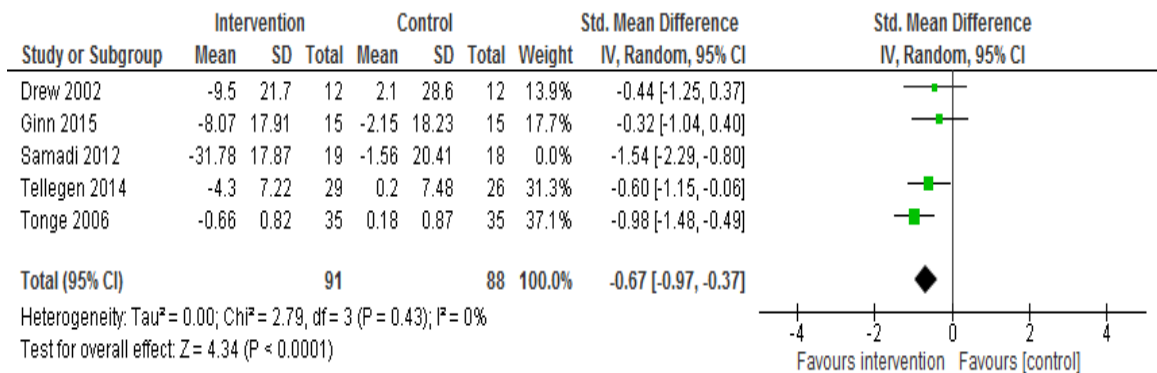 Intervention Control Std. Mean Difference Std. Mean Difference
Study or Subgroup Mean SD Total Mean SD Total Weight IV, Random, 95% CI IV, Random, 95% CI
Drew 2002 -9.5 21.7 12 2.1 28.6 12 13.9% -0.44 [-1.25, 0.37]
Ginn 2015 -8.07 17.91 15 -2.15 18.23 15 17.7% -0.32 [-1.04, 0.40]
Samadi 2012 -31.78 17.87 19 -1.56 20.41 18 0.0% -1.54 [-2.29, -0.80]
Tellegen 2014 -4.3 7.22 29 0.2 7.48 26 31.3% -0.60 [-1.15, -0.06]
Tonge 2006 -0.66 0.82 35 0.18 0.87 35 37.1% -0.98 [-1.48, -0.49]
Total (95% CI) 91 88 100.0% -0.67 [-0.97, -0.37]
Heterogeneity: Tau² = 0.00; Chi² = 2.79, df = 3 (P = 0.43); I² = 0%
Test for overall effect: Z = 4.34 (P < 0.0001)
-4 -2 0 2 4
Favours intervention Favours [control]